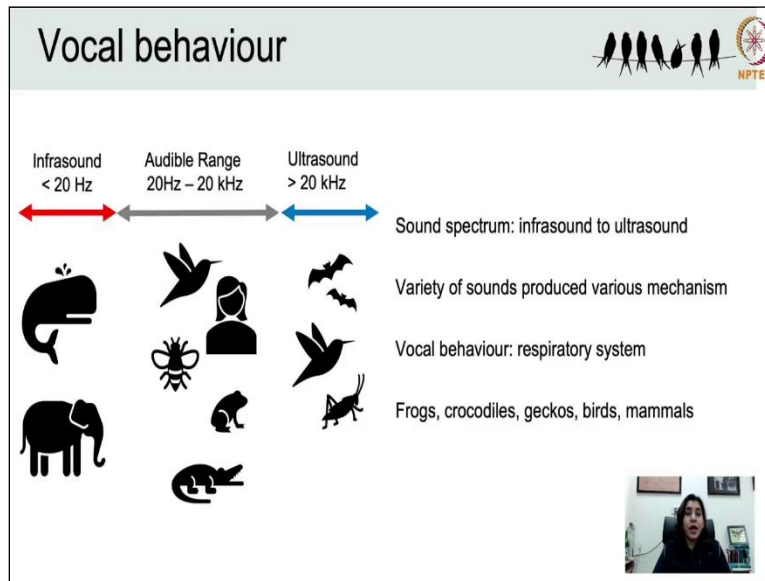 Vocal behaviour
NPTE
Infrasound
< 20 Hz
Audible Range
20Hz – 20 kHz
Ultrasound
> 20 kHz
Sound spectrum: infrasound to ultrasound
Variety of sounds produced various mechanism
Vocal behaviour: respiratory system
Frogs, crocodiles, geckos, birds, mammals